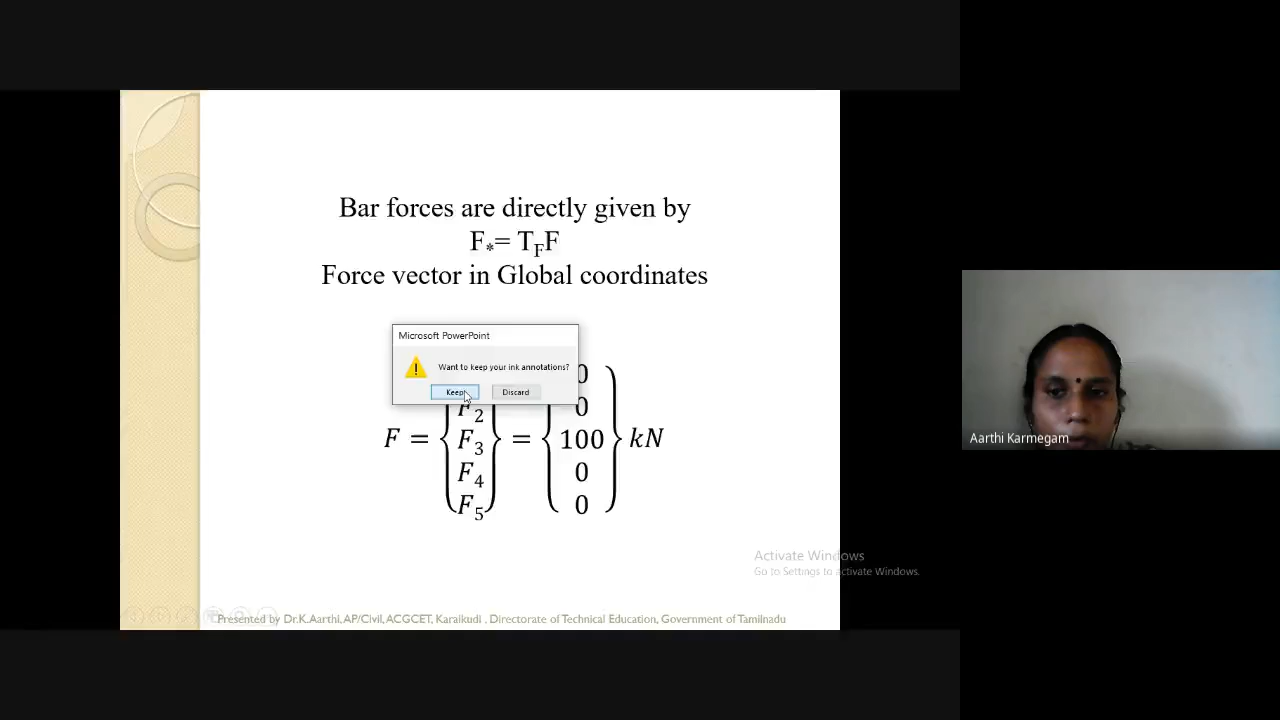 Bar forces are directly given by
F*= T_F F
Force vector in Global coordinates
Microsoft PowerPoint
Want to keep your ink annotations?
Keep
Discard
0
F₂ 0
F = F₃ = 100 kN
F₄ 0
F₅ 0
Aarthi Karmegam
Activate Windows
Go to Settings to activate Windows.
Presented by Dr.K.Aarthi, AP/Civil, ACGCET, Karaikudi , Directorate of Technical Education, Government of Tamilnadu